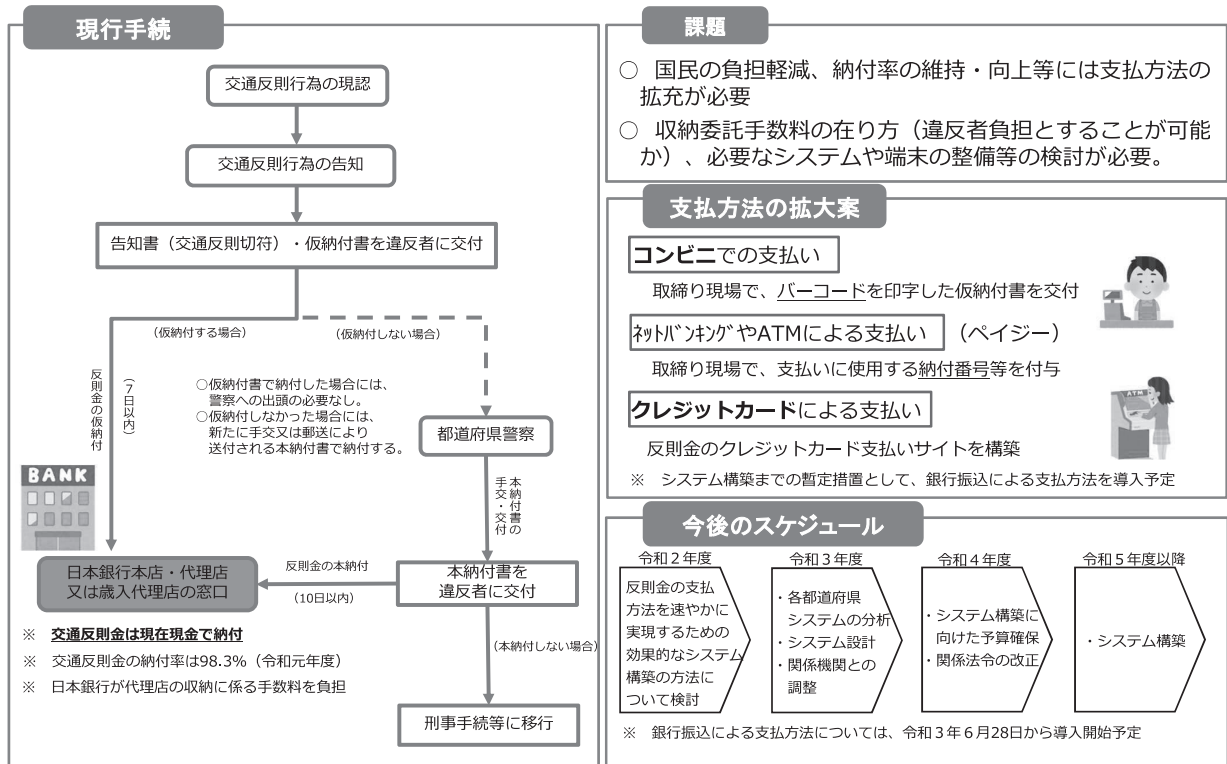 現行手続
交通反則行為の現認
交通反則行為の告知
告知書（交通反則切符）・仮納付書を違反者に交付
（仮納付する場合）
（仮納付しない場合）
反則金の仮納付
（7日以内）
○仮納付書で納付した場合には、
警察への出頭の必要なし。
○仮納付しなかった場合には、
新たに手交又は郵送により
送付される本納付書で納付する。
都道府県警察
本納付書の
手交・交付
BANK
日本銀行本店・代理店
又は歳入代理店の窓口
反則金の本納付
（10日以内）
本納付書を
違反者に交付
（本納付しない場合）
刑事手続等に移行
※　交通反則金は現在現金で納付
※　交通反則金の納付率は98.3%（令和元年度）
※　日本銀行が代理店の収納に係る手数料を負担
課題
○　国民の負担軽減、納付率の維持・向上等には支払方法の
拡充が必要
○　収納委託手数料の在り方（違反者負担とすることが可能
か）、必要なシステムや端末の整備等の検討が必要。
支払方法の拡大案
コンビニでの支払い
取締り現場で、バーコードを印字した仮納付書を交付
ﾈｯﾄﾊﾞﾝｷﾝｸﾞやATMによる支払い　（ペイジー）
取締り現場で、支払いに使用する納付番号等を付与
ATM
クレジットカードによる支払い
反則金のクレジットカード支払いサイトを構築
※　システム構築までの暫定措置として、銀行振込による支払方法を導入予定
今後のスケジュール
令和２年度
反則金の支払
方法を速やかに
実現するための
効果的なシステム
構築の方法に
ついて検討
令和３年度
・各都道府県
システムの分析
・システム設計
・関係機関との
調整
令和４年度
・システム構築に
向けた予算確保
・関係法令の改正
令和５年度以降
・システム構築
※　銀行振込による支払方法については、令和３年６月28日から導入開始予定